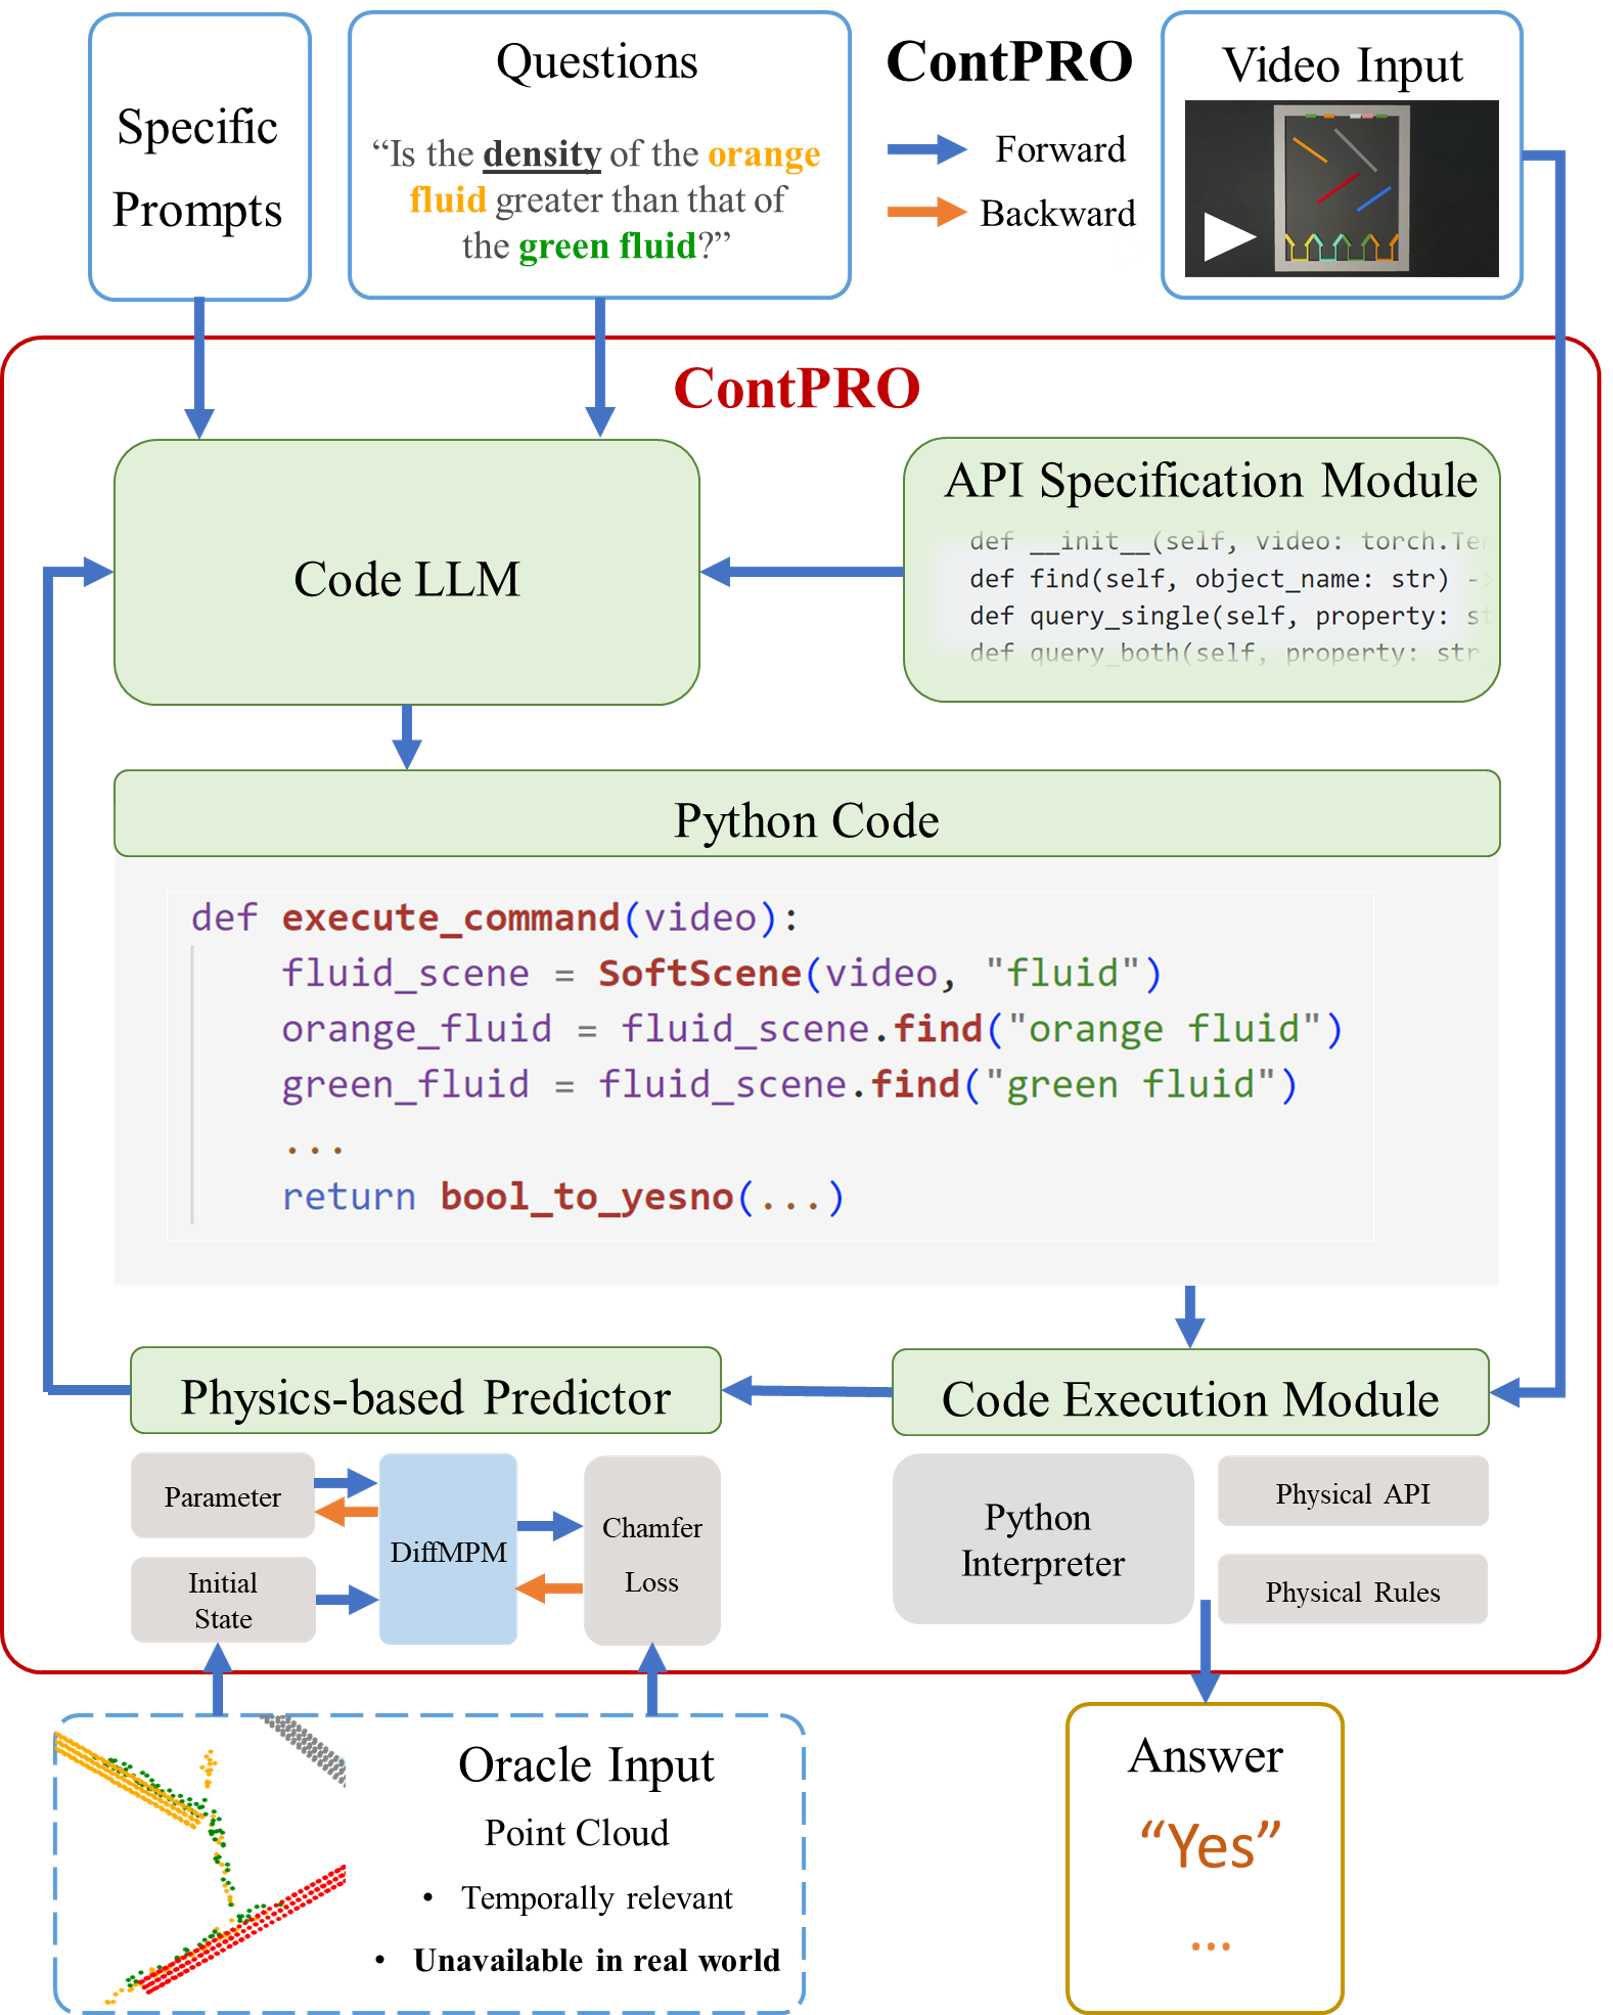 Specific
Prompts
Questions
“Is the density of the orange
fluid greater than that of
the green fluid?”
ContPRO
Forward
Backward
Video Input
ContPRO
Code LLM
API Specification Module
def __init__(self, video: torch.Te
def find(self, object_name: str) -
def query_single(self, property: st
def query_both(self, property: str
Python Code
def execute_command(video):
fluid_scene = SoftScene(video, "fluid")
orange_fluid = fluid_scene.find("orange fluid")
green_fluid = fluid_scene.find("green fluid")
...
return bool_to_yesno(...)
Physics-based Predictor
Code Execution Module
Parameter
Initial
State
DiffMPM
Chamfer
Loss
Python
Interpreter
Physical API
Physical Rules
Oracle Input
Point Cloud
• Temporally relevant
• Unavailable in real world
Answer
“Yes”
...